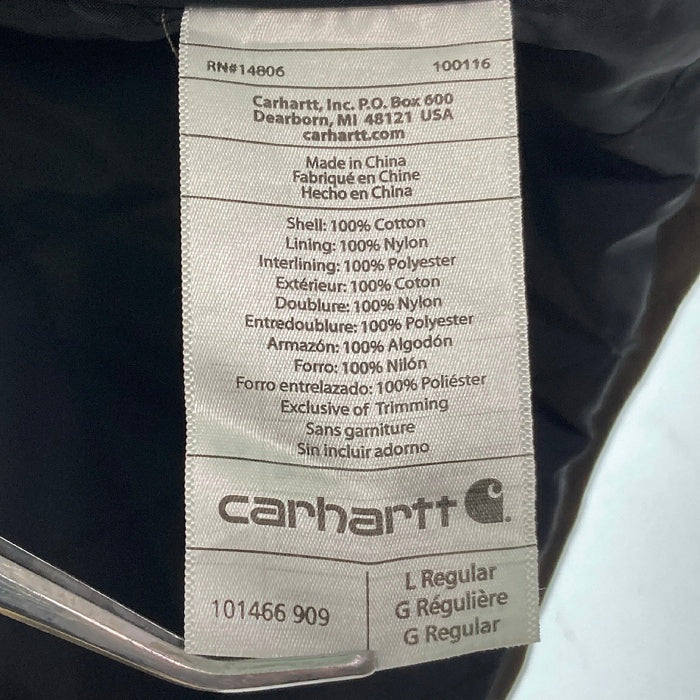 RN#14806 100116
Carhartt, Inc. P.O. Box 600
Dearborn, MI 48121 USA
carhartt.com
Made in China
Fabriqué en Chine
Hecho en China
Shell: 100% Cotton
Lining: 100% Nylon
Interlining: 100% Polyester
Extérieur: 100% Coton
Doublure: 100% Nylon
Entredoublure: 100% Polyester
Armazón: 100% Algodón
Forro: 100% Nilón
Forro entrelazado: 100% Poliéster
Exclusive of Trimming
Sans garniture
Sin incluir adorno
carhartt
101466 909
L Regular
G Régulière
G Regular